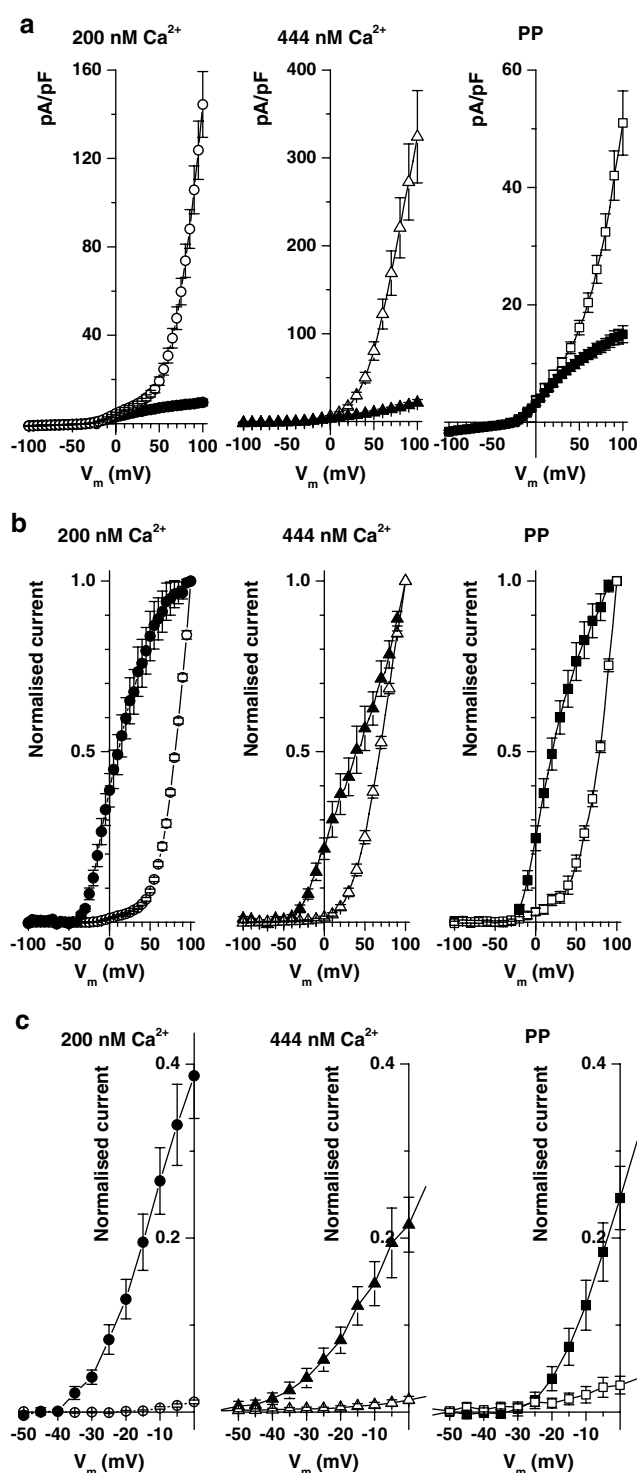 a
200 nM Ca²⁺ 444 nM Ca²⁺ PP
pA/pF pA/pF pA/pF
160 400 60
120 300 40
80 200 20
40 100
-100 -50 0 50 100 -100 -50 0 50 100 -100 -50 0 50 100
Vₘ (mV) Vₘ (mV) Vₘ (mV)
b
200 nM Ca²⁺ 444 nM Ca²⁺ PP
Normalised current Normalised current Normalised current
1.0 1.0 1.0
0.5 0.5 0.5
-100 -50 0 50 100 -100 -50 0 50 100 -100 -50 0 50 100
Vₘ (mV) Vₘ (mV) Vₘ (mV)
c
200 nM Ca²⁺ 444 nM Ca²⁺ PP
Normalised current Normalised current Normalised current
0.4 0.4 0.4
0.2 0.2 0.2
-50 -40 -30 -20 -10 -50 -40 -30 -20 -10 -50 -40 -30 -20 -10
Vₘ (mV) Vₘ (mV) Vₘ (mV)